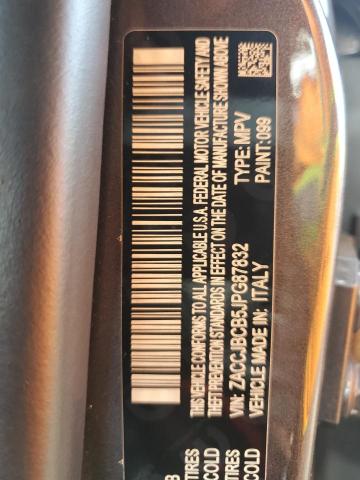 THIS VEHICLE CONFORMS TO ALL APPLICABLE U.S.A. FEDERAL MOTOR VEHICLE SAFETY AND
THEFT PREVENTION STANDARDS IN EFFECT ON THE DATE OF MANUFACTURE SHOWN ABOVE
VIN: ZACCJBCB5JPG87832 TYPE: MPV
VEHICLE MADE IN: ITALY PAINT: 099
B
TIRES
COLD
TIRES
COLD